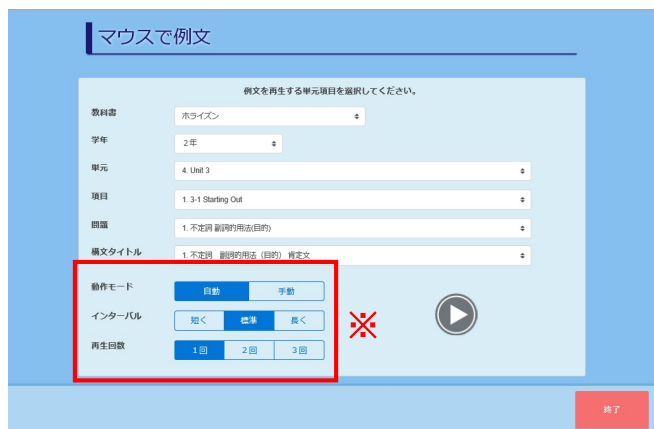 マウスで例文
例文を再生する単元項目を選択してください。
教科書 ホライズン
学年 2年
単元 4. Unit 3
項目 1. 3-1 Starting Out
問題 1. 不定詞 副詞的用法(目的)
構文タイトル 1. 不定詞 副詞的用法（目的） 肯定文
動作モード 自動 手動
インターバル 短く 標準 長く ※
再生回数 1回 2回 3回
終了